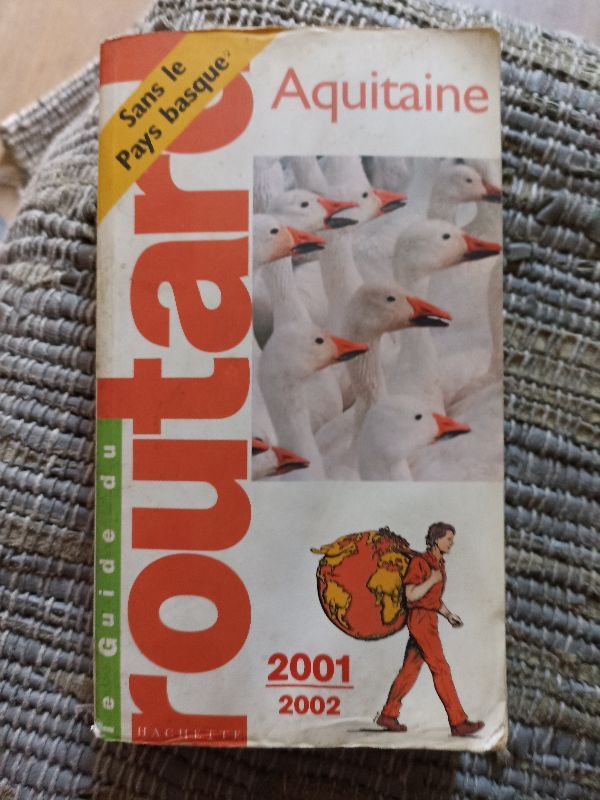 Sans le
Pays basque?
Aquitaine
le Guide du
routard
2001
2002
HACHETTE